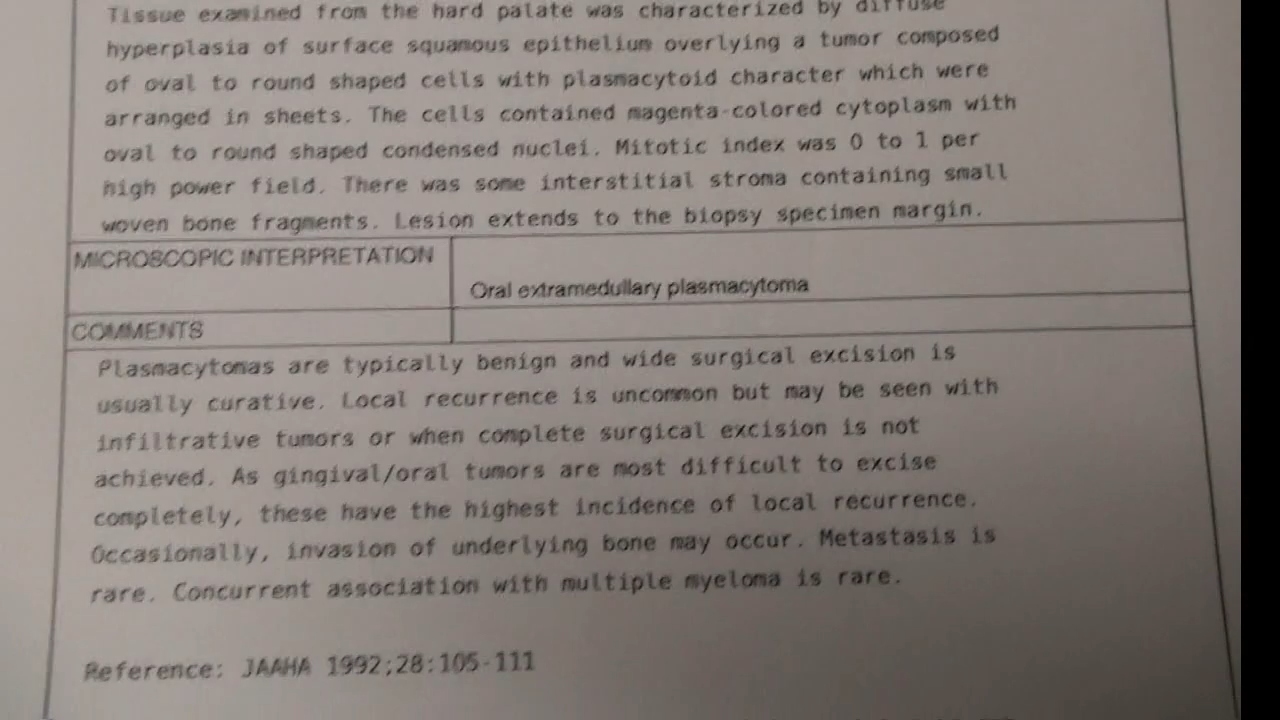 Tissue examined from the hard palate was characterized by diffuse
hyperplasia of surface squamous epithelium overlying a tumor composed
of oval to round shaped cells with plasmacytoid character which were
arranged in sheets. The cells contained magenta-colored cytoplasm with
oval to round shaped condensed nuclei. Mitotic index was 0 to 1 per
high power field. There was some interstitial stroma containing small
woven bone fragments. Lesion extends to the biopsy specimen margin.
MICROSCOPIC INTERPRETATION
Oral extramedullary plasmacytoma
COMMENTS
Plasmacytomas are typically benign and wide surgical excision is
usually curative. Local recurrence is uncommon but may be seen with
infiltrative tumors or when complete surgical excision is not
achieved. As gingival/oral tumors are most difficult to excise
completely, these have the highest incidence of local recurrence.
Occasionally, invasion of underlying bone may occur. Metastasis is
rare. Concurrent association with multiple myeloma is rare.
Reference: JAAHA 1992;28:105-111